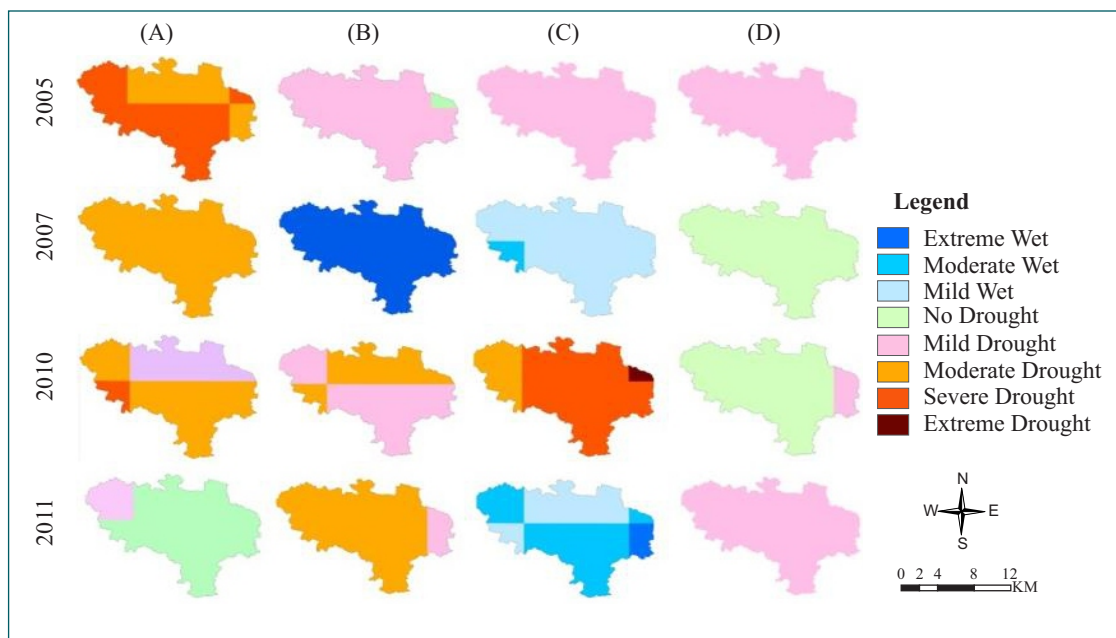 (A) (B) (C) (D)
2005
2007
2010
2011
Legend
Extreme Wet
Moderate Wet
Mild Wet
No Drought
Mild Drought
Moderate Drought
Severe Drought
Extreme Drought
N
W E
S
0 2 4 8 12
KM